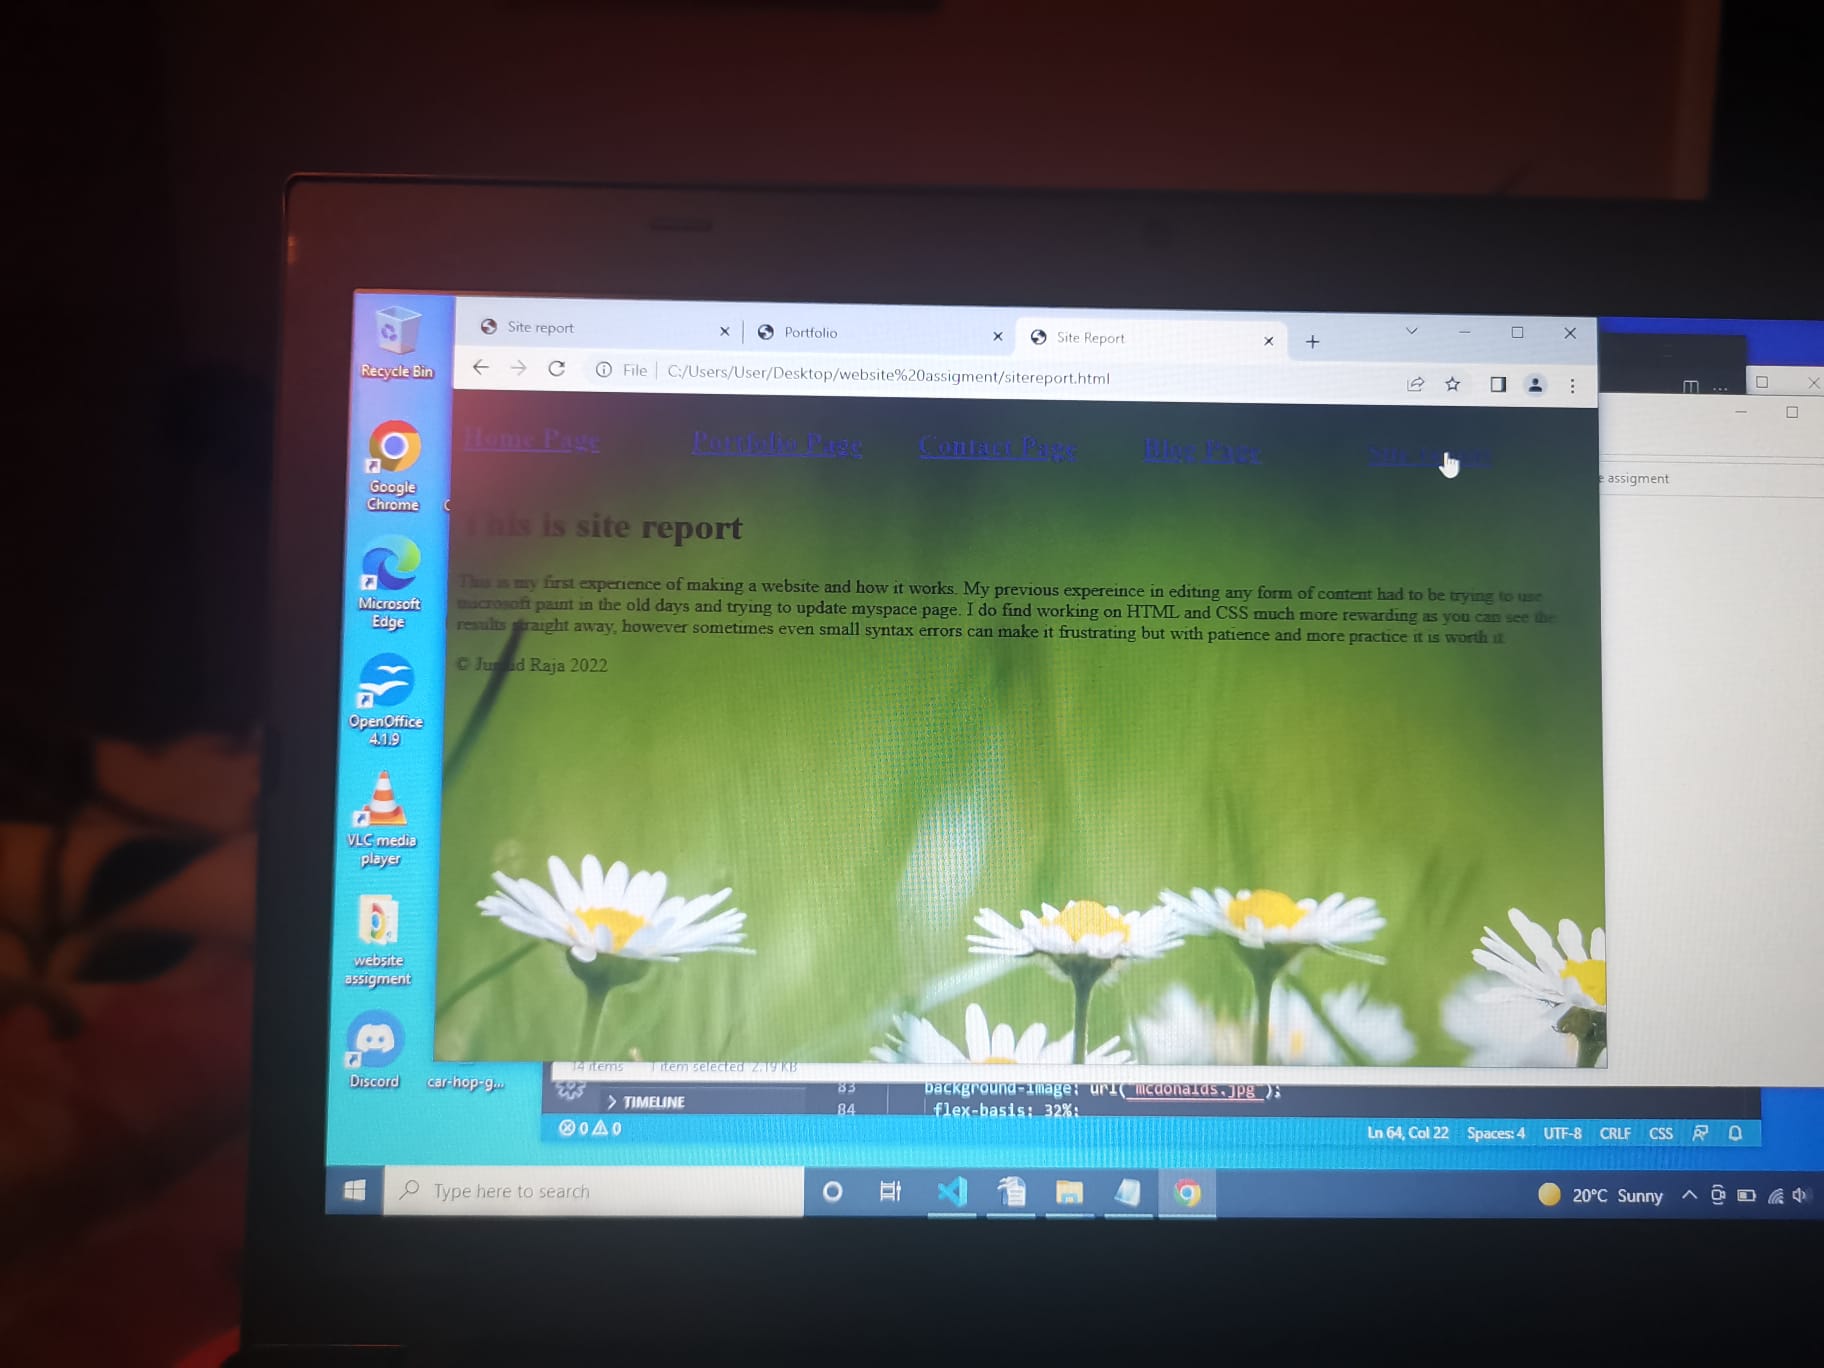 Site report
Portfolio
Site Report
File
C:/Users/User/Desktop/website%20assigment/sitereport.html
Home Page
Portfolio Page
Contact Page
Blog Page
This is site report
This is my first experience of making a website and how it works. My previous expereince in editing any form of content had to be trying to use
microsoft paint in the old days and trying to update myspace page. I do find working on HTML and CSS much more rewarding as you can see the
results straight away, however sometimes even small syntax errors can make it frustrating but with patience and more practice it is worth it
© Raja 2022
Recycle Bin
Google
Chrome
Microsoft
Edge
OpenOffice
4.1.9
VLC media
player
website
assigment
Discord
car-hop-g...
e assigment
14 items
1 item selected 2.19 KB
TIMELINE
83
background-image: url("mcdonalds.jpg");
84
flex-basis: 32%;
0
0
Ln 64, Col 22
Spaces: 4
UTF-8
CRLF
CSS
Type here to search
20°C Sunny